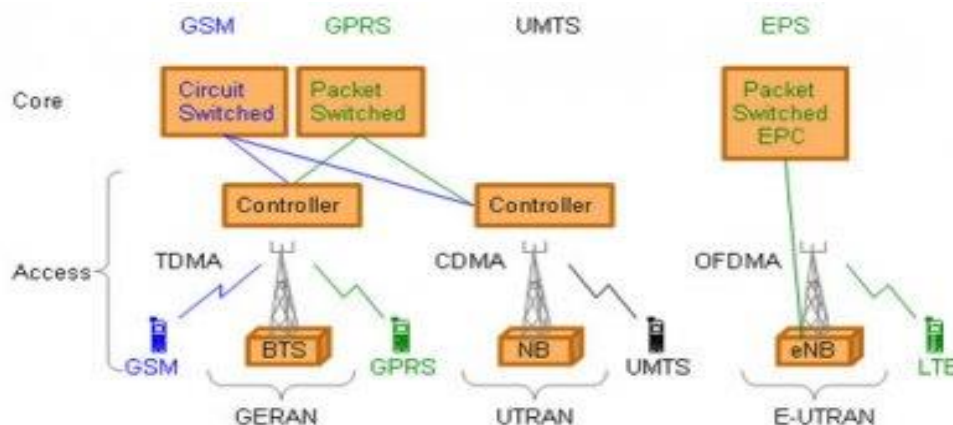 GSM GPRS UMTS EPS
Core
Circuit
Switched
Packet
Switched
Packet
Switched
EPC
Controller
Controller
Access
TDMA
CDMA
OFDMA
BTS
NB
eNB
GSM
GPRS
UMTS
LTE
GERAN
UTRAN
E-UTRAN